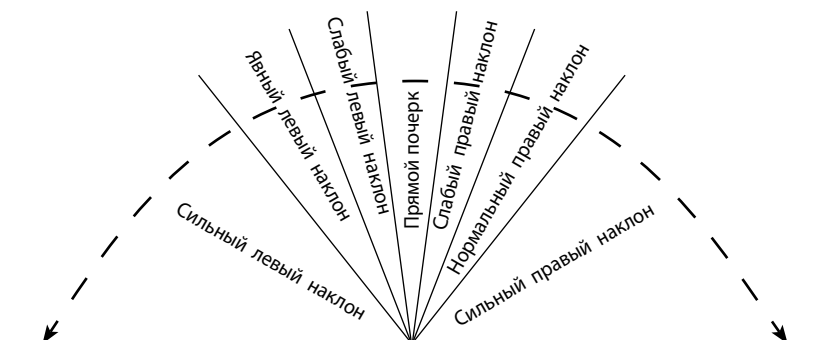 Сильный левый наклон
Явный левый наклон
Слабый левый наклон
Прямой почерк
Слабый правый наклон
Нормальный правый наклон
Сильный правый наклон